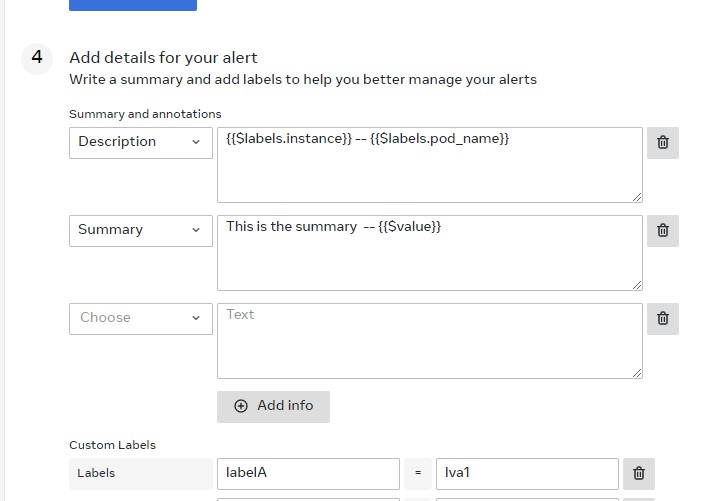 4
Add details for your alert
Write a summary and add labels to help you better manage your alerts
Summary and annotations
Description
{{$labels.instance}} -- {{$labels.pod_name}}
Summary
This is the summary -- {{$value}}
Choose
Text
Add info
Custom Labels
Labels
labelA
=
lva1